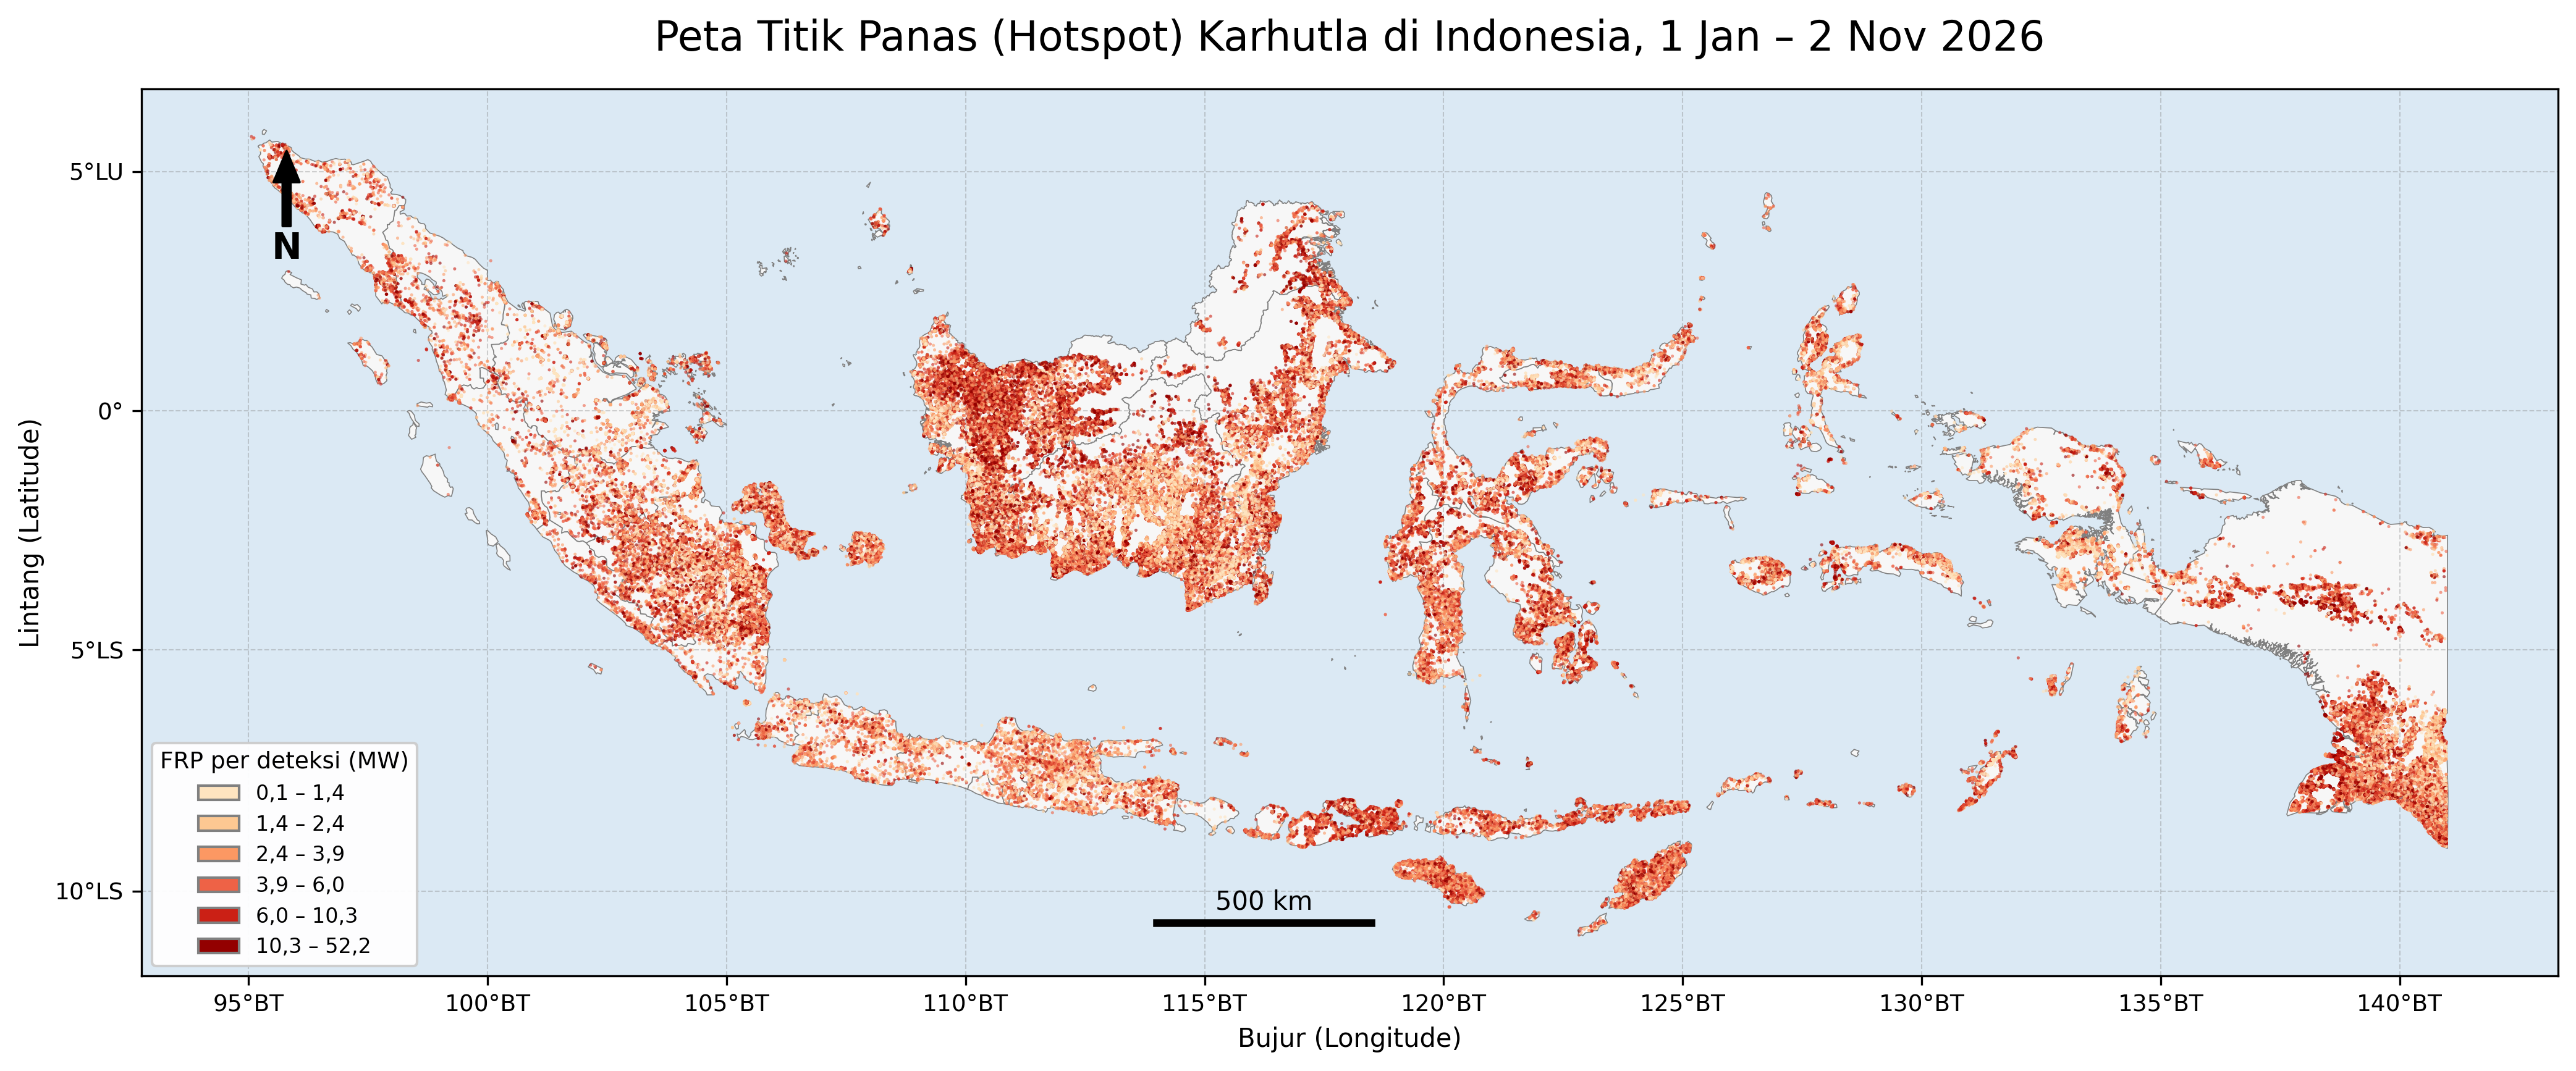 Peta Titik Panas (Hotspot) Karhutla di Indonesia, 1 Jan – 2 Nov 2026
Lintang (Latitude)
5°LU
0°
5°LS
10°LS
N
FRP per deteksi (MW)
0,1 – 1,4
1,4 – 2,4
2,4 – 3,9
3,9 – 6,0
6,0 – 10,3
10,3 – 52,2
500 km
95°BT 100°BT 105°BT 110°BT 115°BT 120°BT 125°BT 130°BT 135°BT 140°BT
Bujur (Longitude)